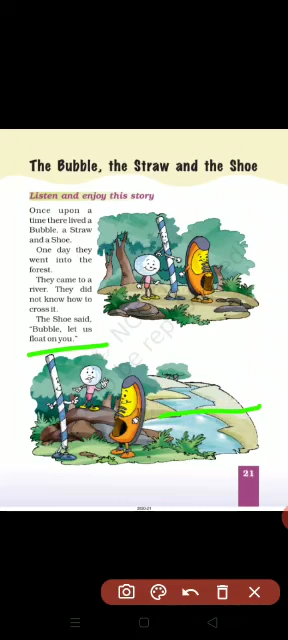 The Bubble, the Straw and the Shoe
Listen and enjoy this story
Once upon a
time there lived a
Bubble, a Straw
and a Shoe.
One day they
went into the
forest.
They came to a
river. They did
not know how to
cross it.
The Shoe said,
"Bubble, let us
float on you."
21
2020-21